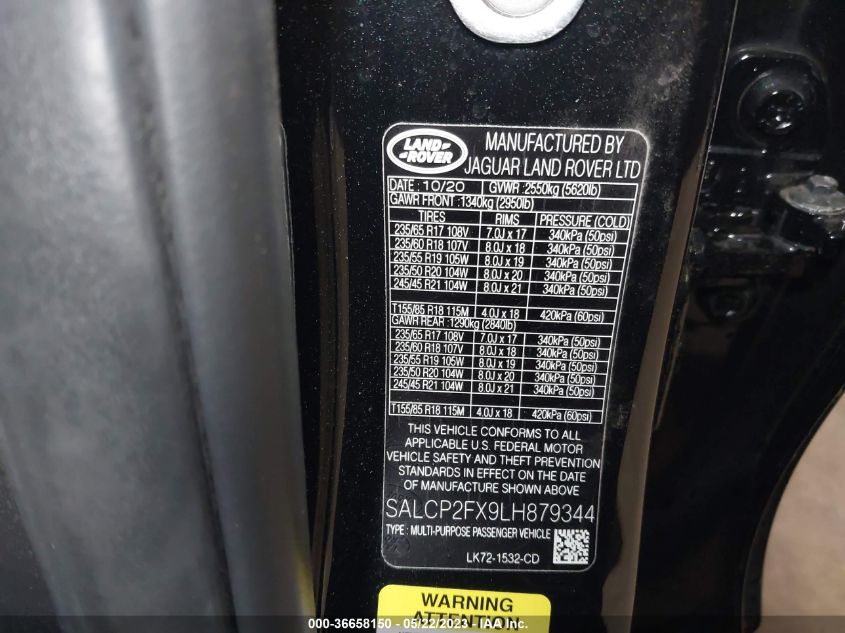 LAND ROVER
MANUFACTURED BY
JAGUAR LAND ROVER LTD
DATE : 10/20 GVWR : 2550kg (5620lb)
GAWR FRONT : 1340kg (2950lb)
TIRES RIMS PRESSURE (COLD)
235/65 R17 108V 7.0J x 17 340kPa (50psi)
235/60 R18 107V 8.0J x 18 340kPa (50psi)
235/55 R19 105W 8.0J x 19 340kPa (50psi)
235/50 R20 104W 8.0J x 20 340kPa (50psi)
245/45 R21 104W 8.0J x 21 340kPa (50psi)
T155/85 R18 115M 4.0J x 18 420kPa (60psi)
GAWR REAR : 1290kg (2840lb)
235/65 R17 108V 7.0J x 17 340kPa (50psi)
235/60 R18 107V 8.0J x 18 340kPa (50psi)
235/55 R19 105W 8.0J x 19 340kPa (50psi)
235/50 R20 104W 8.0J x 20 340kPa (50psi)
245/45 R21 104W 8.0J x 21 340kPa (50psi)
T155/85 R18 115M 4.0J x 18 420kPa (60psi)
THIS VEHICLE CONFORMS TO ALL
APPLICABLE U.S. FEDERAL MOTOR
VEHICLE SAFETY AND THEFT PREVENTION
STANDARDS IN EFFECT ON THE DATE
OF MANUFACTURE SHOWN ABOVE
SALCP2FX9LH879344
TYPE : MULTI-PURPOSE PASSENGER VEHICLE
LK72-1532-CD
WARNING
ATTENTION
000-36658150 - 05/22/2023 - IAA Inc.